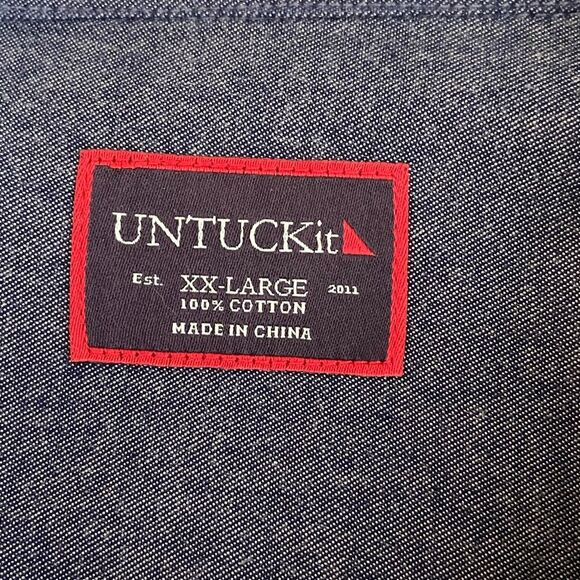 UNTUCKit
Est. XX-LARGE 2011
100% COTTON
MADE IN CHINA